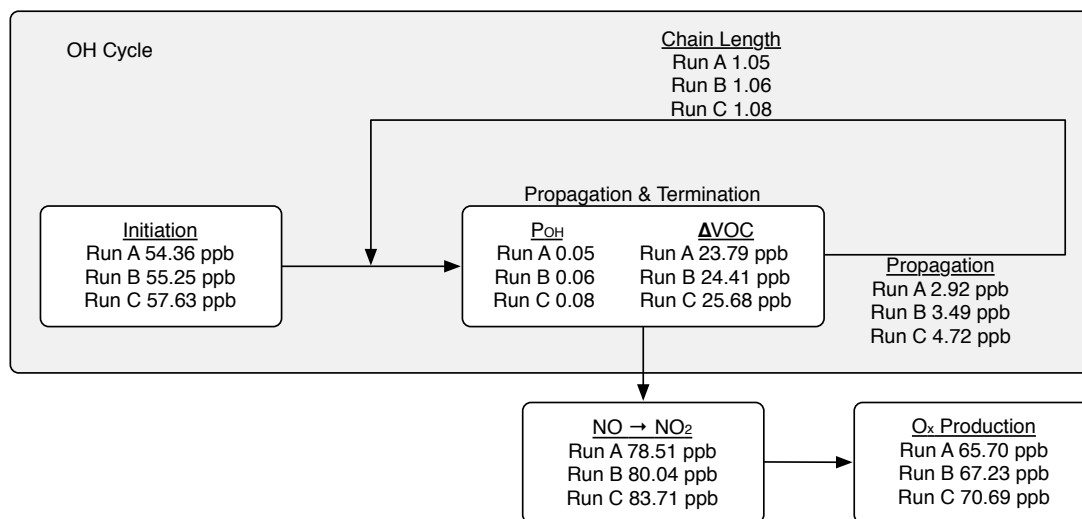 OH Cycle
Chain Length
Run A 1.05
Run B 1.06
Run C 1.08
Propagation & Termination
Initiation
Run A 54.36 ppb
Run B 55.25 ppb
Run C 57.63 ppb
POH
Run A 0.05
Run B 0.06
Run C 0.08
ΔVOC
Run A 23.79 ppb
Run B 24.41 ppb
Run C 25.68 ppb
Propagation
Run A 2.92 ppb
Run B 3.49 ppb
Run C 4.72 ppb
NO → NO2
Run A 78.51 ppb
Run B 80.04 ppb
Run C 83.71 ppb
Ox Production
Run A 65.70 ppb
Run B 67.23 ppb
Run C 70.69 ppb